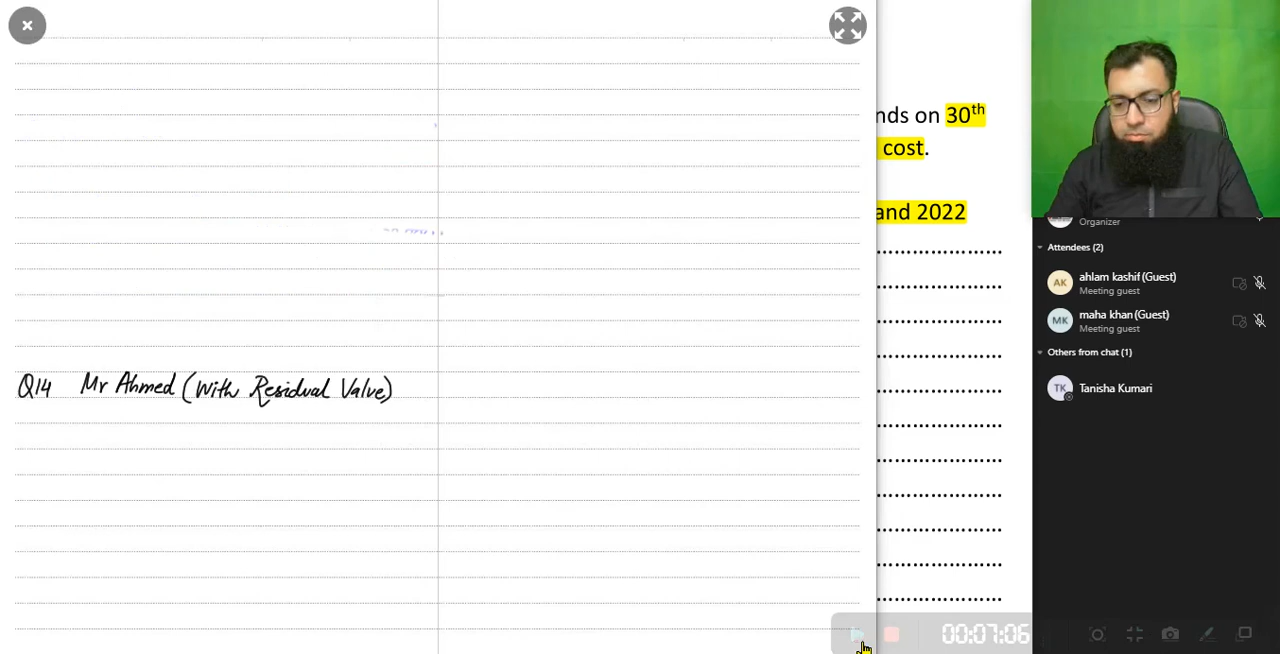 nds on 30th
cost.
and 2022
Q14 Mr Ahmed (With Residual Value)
Organizer
Attendees (2)
AK ahlam kashif (Guest)
Meeting guest
MK maha khan (Guest)
Meeting guest
Others from chat (1)
TK Tanisha Kumari
00:07:06